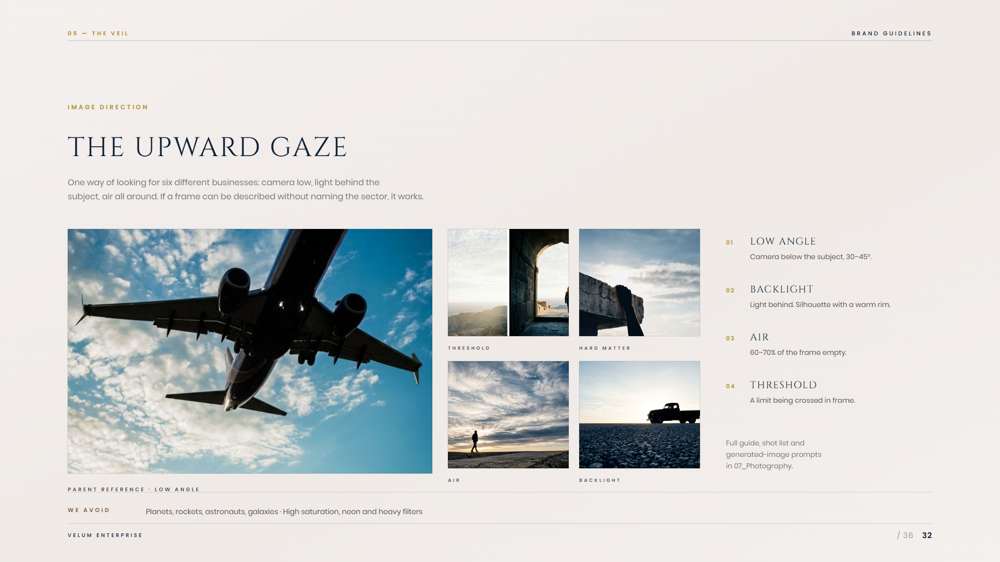 05 — THE VEIL
BRAND GUIDELINES
IMAGE DIRECTION
THE UPWARD GAZE
One way of looking for six different businesses: camera low, light behind the
subject, air all around. If a frame can be described without naming the sector, it works.
PARENT REFERENCE · LOW ANGLE
THRESHOLD
HARD MATTER
AIR
BACKLIGHT
01 LOW ANGLE
Camera below the subject, 30–45º.
02 BACKLIGHT
Light behind. Silhouette with a warm rim.
03 AIR
60–70% of the frame empty.
04 THRESHOLD
A limit being crossed in frame.
Full guide, shot list and
generated-image prompts
in 07_Photography.
WE AVOID
Planets, rockets, astronauts, galaxies · High saturation, neon and heavy filters
VELUM ENTERPRISE
/ 36 32